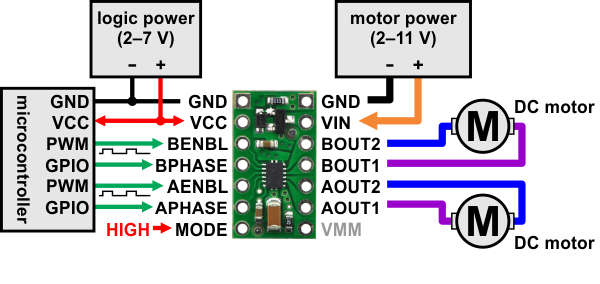 logic power
(2–7 V)
- +
motor power
(2–11 V)
- +
microcontroller
GND
VCC
PWM
GPIO
PWM
GPIO
HIGH
GND
VCC
BENBL
BPHASE
AENBL
APHASE
MODE
GND
VIN
BOUT2
BOUT1
AOUT2
AOUT1
VMM
DC motor
M
M
DC motor